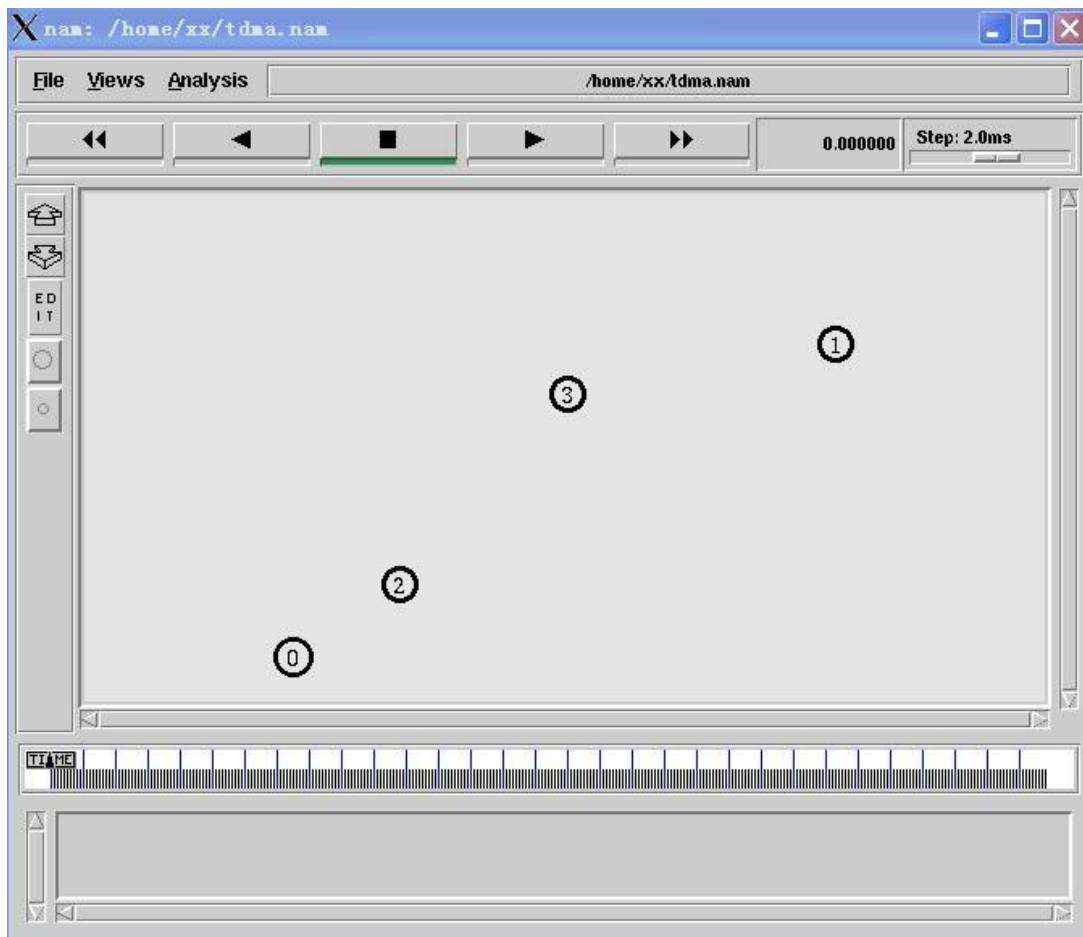 nam: /home/xx/tdma.nam
File Views Analysis /home/xx/tdma.nam
0.000000 Step: 2.0ms
ED
IT
1
3
2
0
TIME